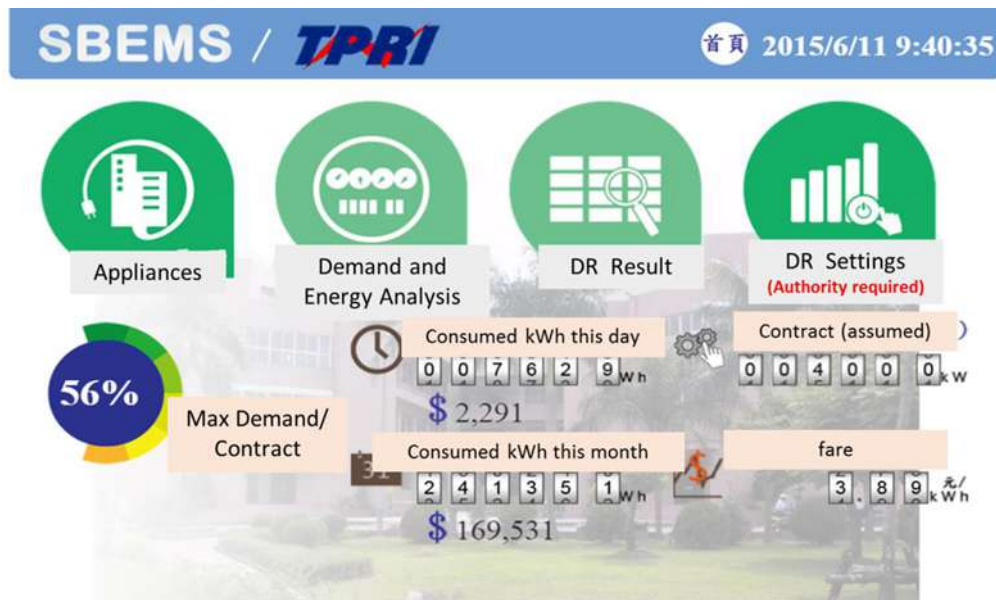 SBEMS / TPRI
首頁 2015/6/11 9:40:35
Appliances
Demand and
Energy Analysis
DR Result
DR Settings
(Authority required)
56%
Max Demand/
Contract
Consumed kWh this day
0 0 7 6 2 9 Wh
$ 2,291
Contract (assumed)
0 0 4 0 0 0 kW
31
Consumed kWh this month
2 4 1 3 5 1 Wh
$ 169,531
fare
3.89 元/kWh